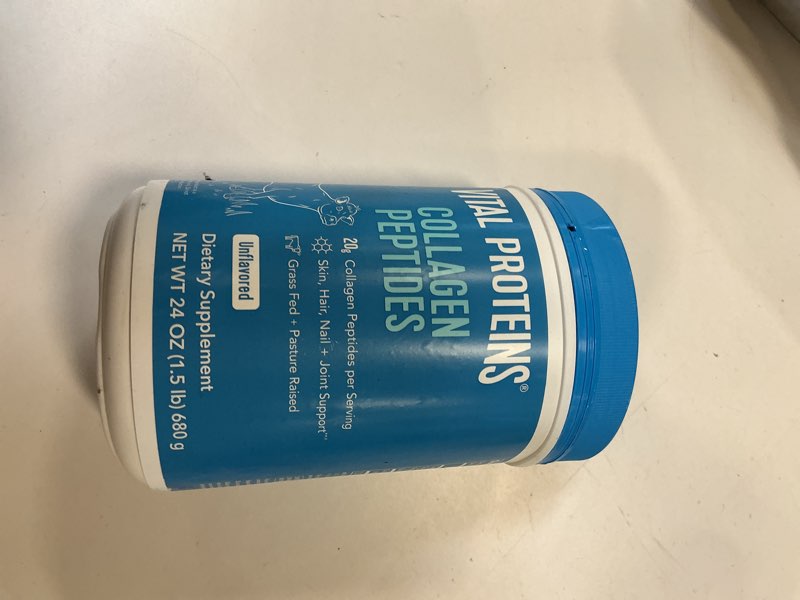 VITAL PROTEINS®
COLLAGEN
PEPTIDES
20g Collagen Peptides per Serving
Skin, Hair, Nail + Joint Support**
Grass Fed + Pasture Raised
Unflavored
Dietary Supplement
NET WT 24 OZ (1.5 lb) 680 g